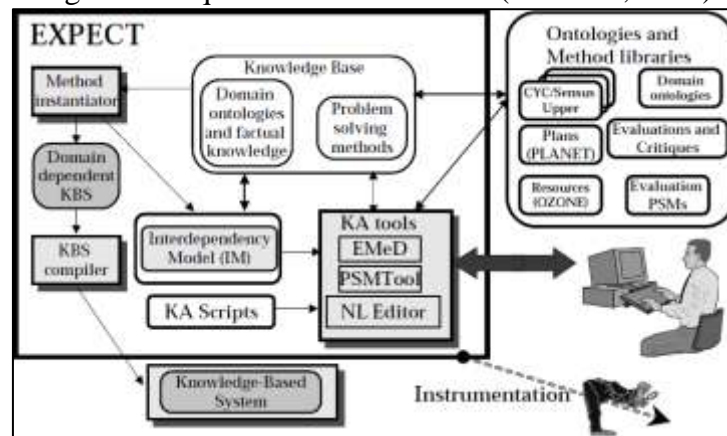 EXPECT
Method
instantiator
Domain
dependent
KBS
KBS
compiler
Knowledge Base
Domain
ontologies
and factual
knowledge
Problem
solving
methods
Interdependency
Model (IM)
KA Scripts
KA tools
EMeD
PSMTool
NL Editor
Knowledge-Based
System
Ontologies and
Method libraries
CYC/Sensus
Upper
Domain
ontologies
Plans
(PLANET)
Evaluations and
Critiques
Resources
(OZONE)
Evaluation
PSMs
Instrumentation